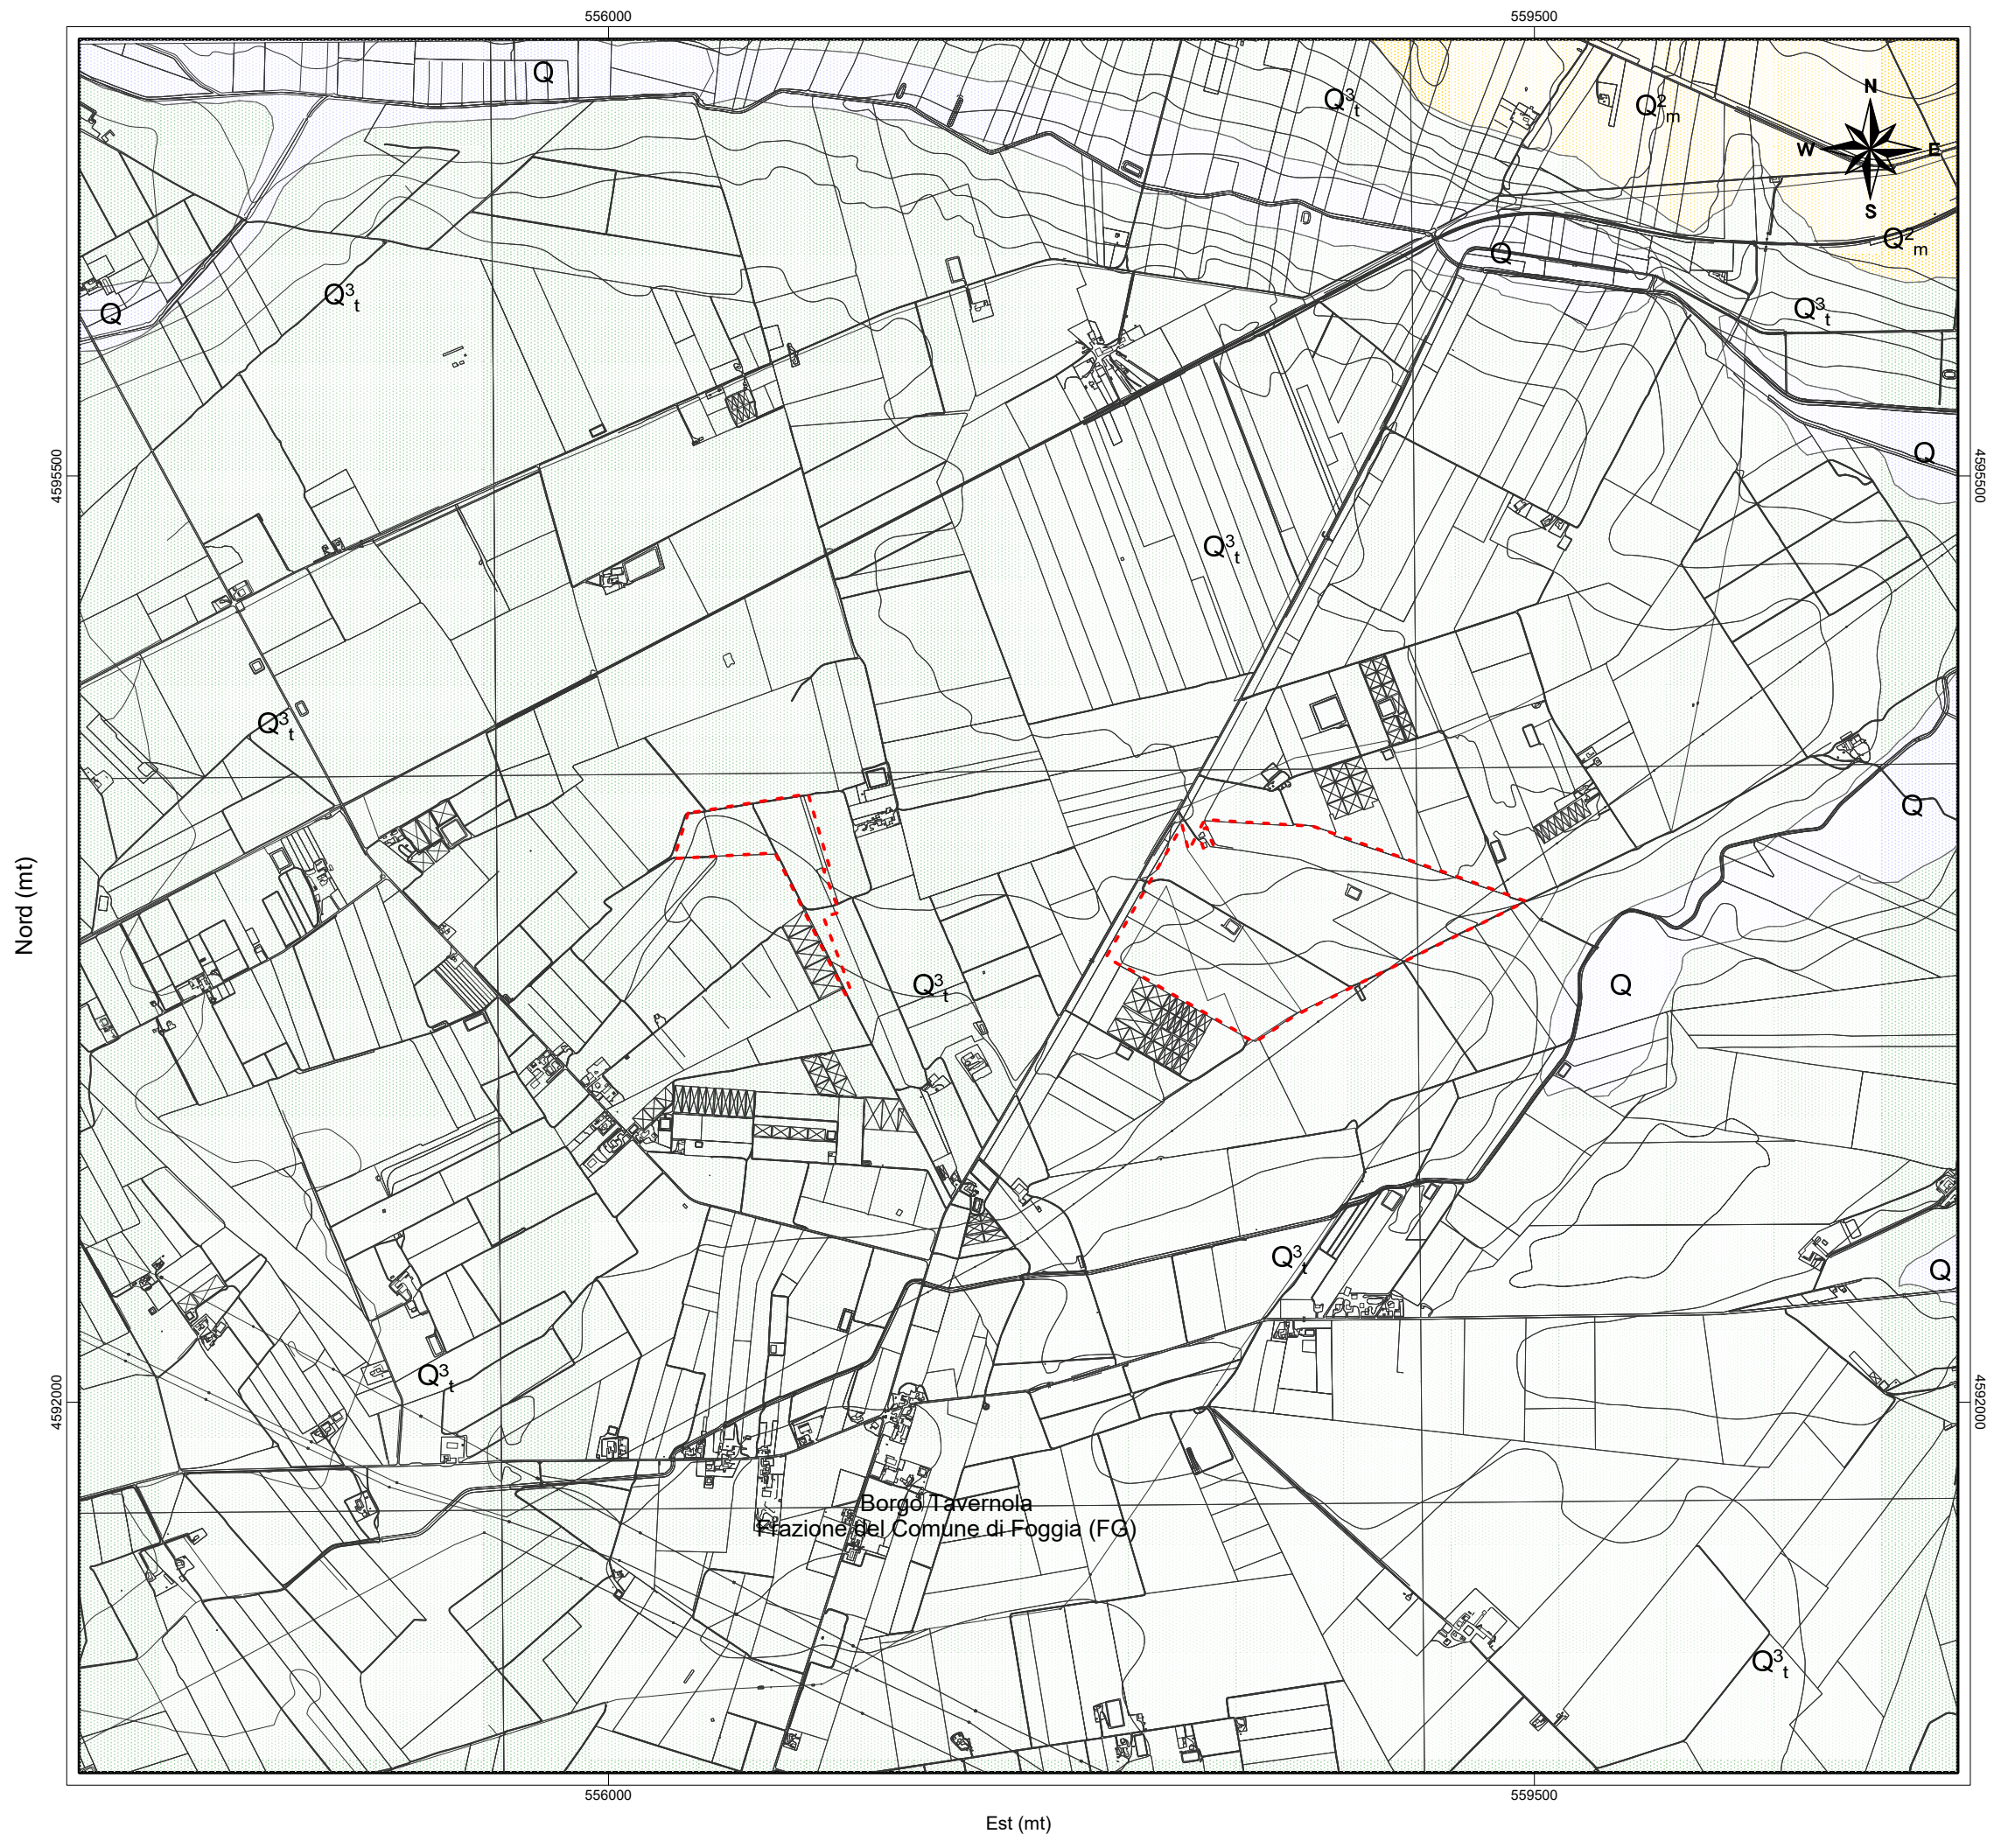 556000 559500
Q
Q³t
Q²m
N
W E
S
Q²m
Q
Q³t
Q
Q³t
4595500
Q
4595500
Q³t
Q³t
Q
Nord (mt)
Q³t
Q
Q³t
Q
Q³t
4592000
4592000
Borgo Tavernola
Frazione del Comune di Foggia (FG)
Q³t
556000 559500
Est (mt)